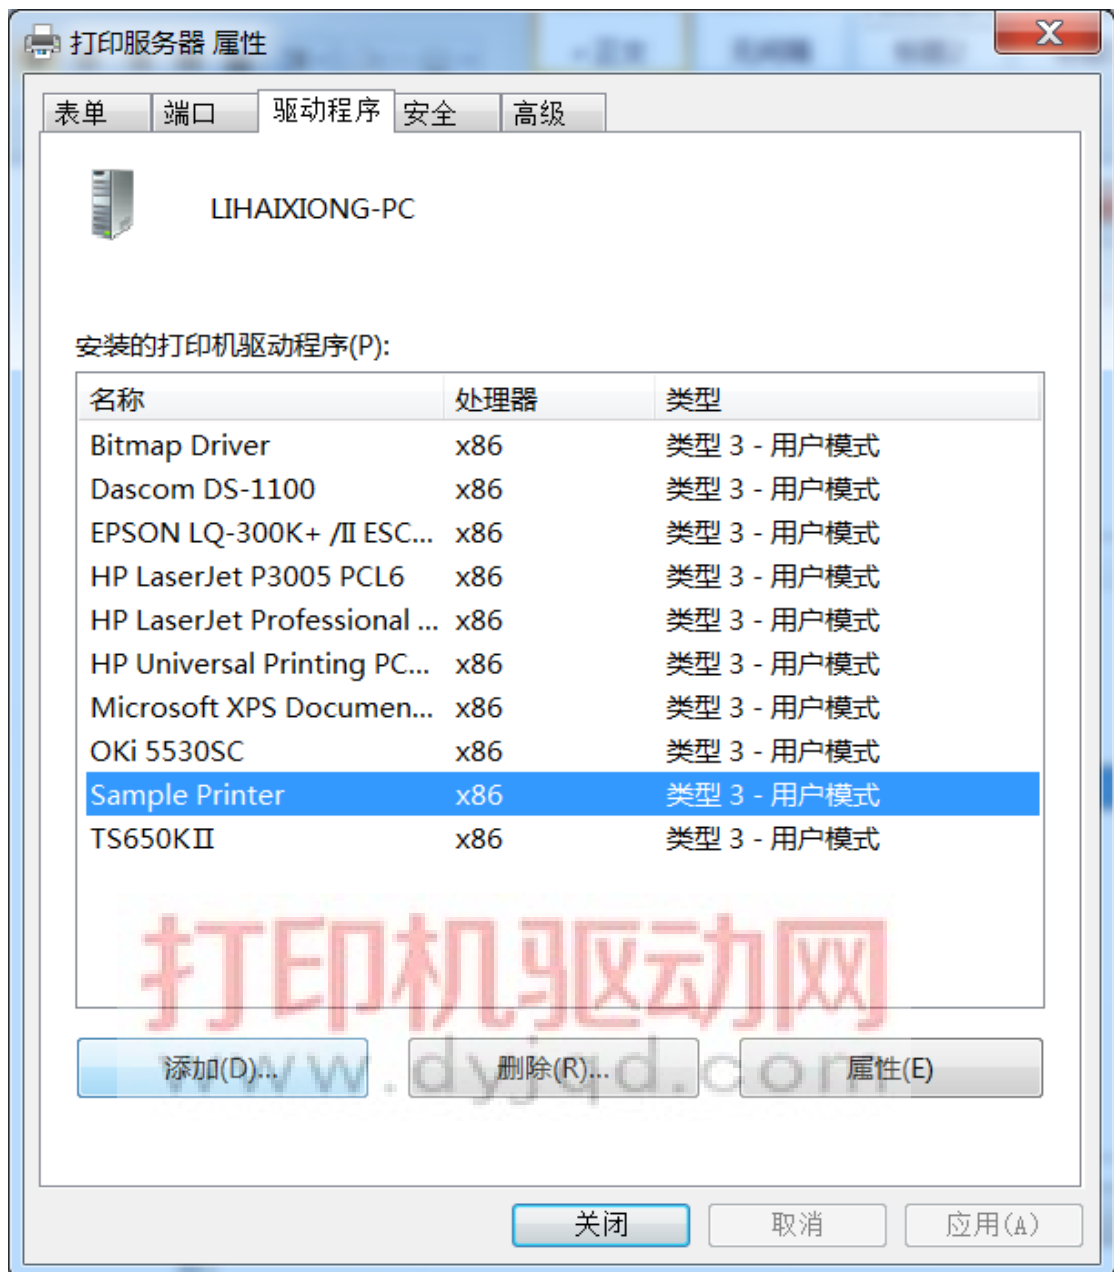 打印服务器 属性
表单 端口 驱动程序 安全 高级
LIHAIXIONG-PC
安装的打印机驱动程序(P):
名称 处理器 类型
Bitmap Driver x86 类型 3 - 用户模式
Dascom DS-1100 x86 类型 3 - 用户模式
EPSON LQ-300K+ /II ESC... x86 类型 3 - 用户模式
HP LaserJet P3005 PCL6 x86 类型 3 - 用户模式
HP LaserJet Professional ... x86 类型 3 - 用户模式
HP Universal Printing PC... x86 类型 3 - 用户模式
Microsoft XPS Documen... x86 类型 3 - 用户模式
OKi 5530SC x86 类型 3 - 用户模式
Sample Printer x86 类型 3 - 用户模式
TS650KⅡ x86 类型 3 - 用户模式
打印机驱动网
www.dyjqd.com
添加(D)... 删除(R)... 属性(E)
关闭 取消 应用(A)